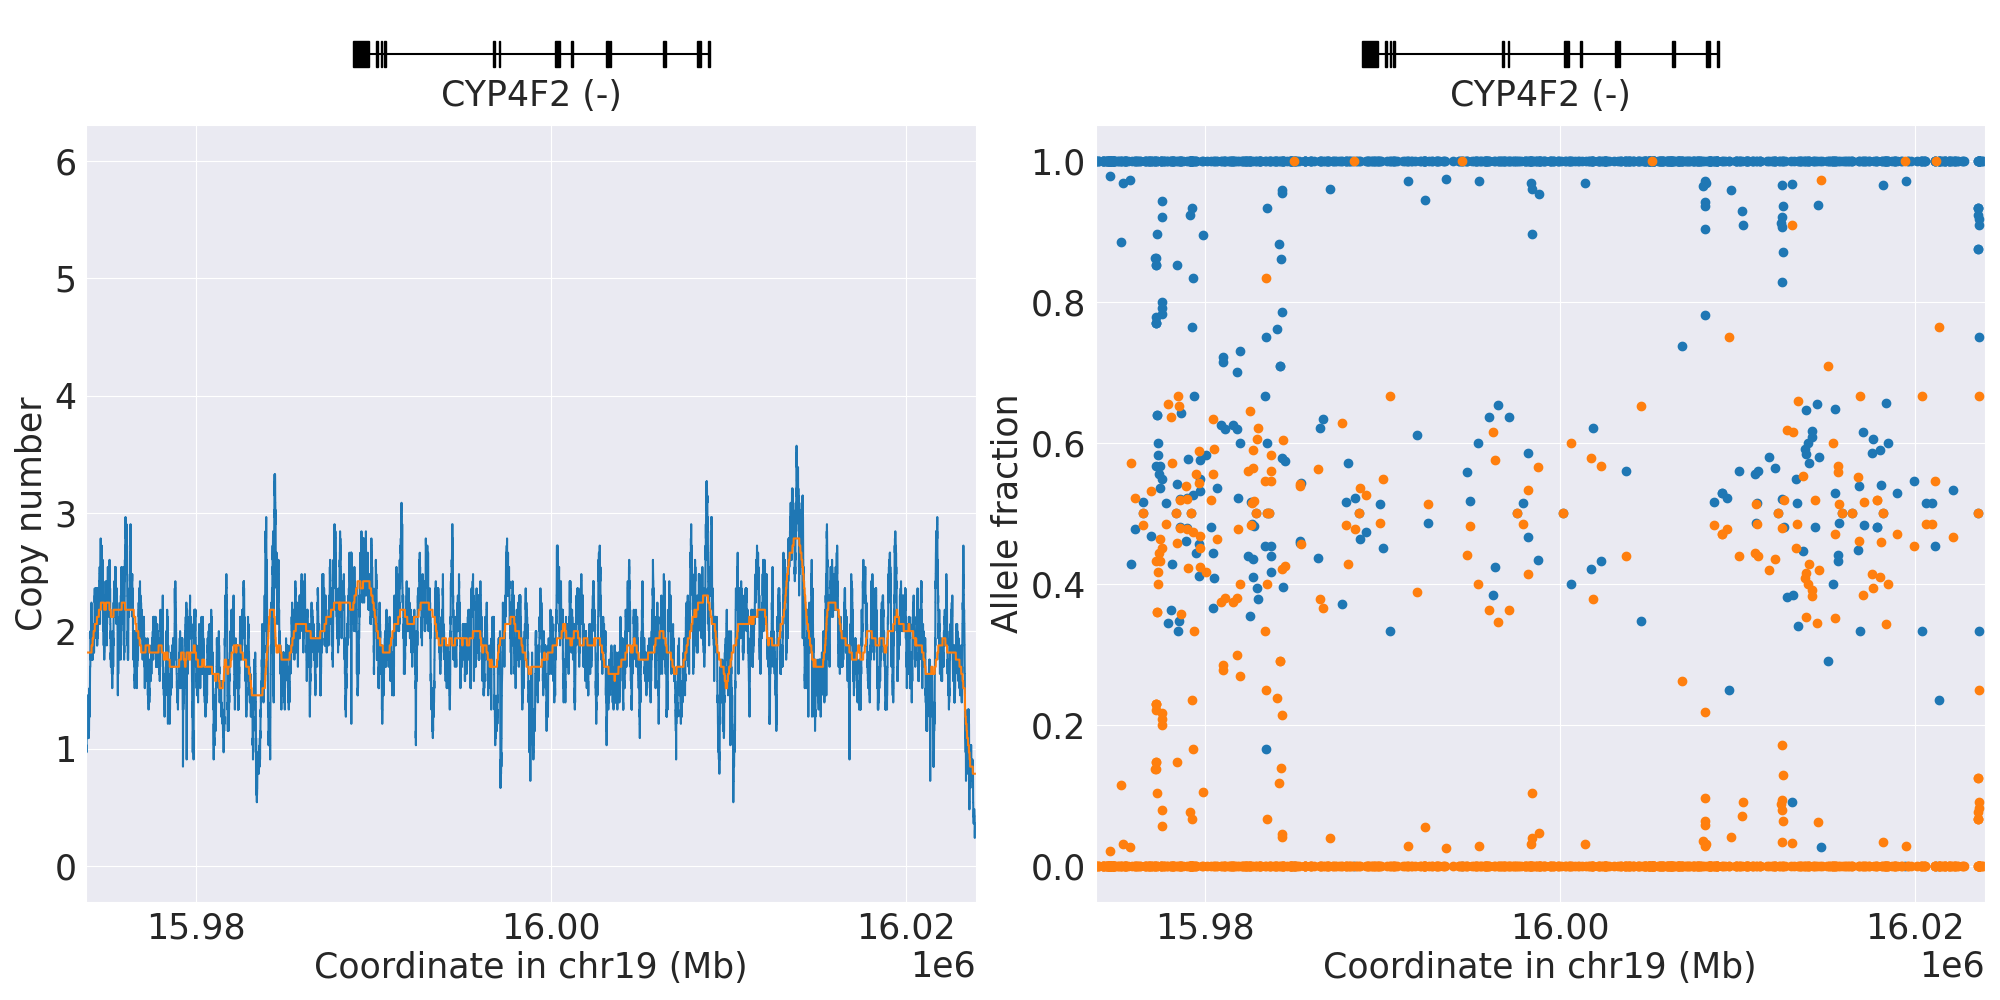 CYP4F2 (-)
6
5
4
3
2
1
0
Copy number
15.98
16.00
16.02
Coordinate in chr19 (Mb)
1e6
CYP4F2 (-)
1.0
0.8
0.6
0.4
0.2
0.0
Allele fraction
15.98
16.00
16.02
Coordinate in chr19 (Mb)
1e6